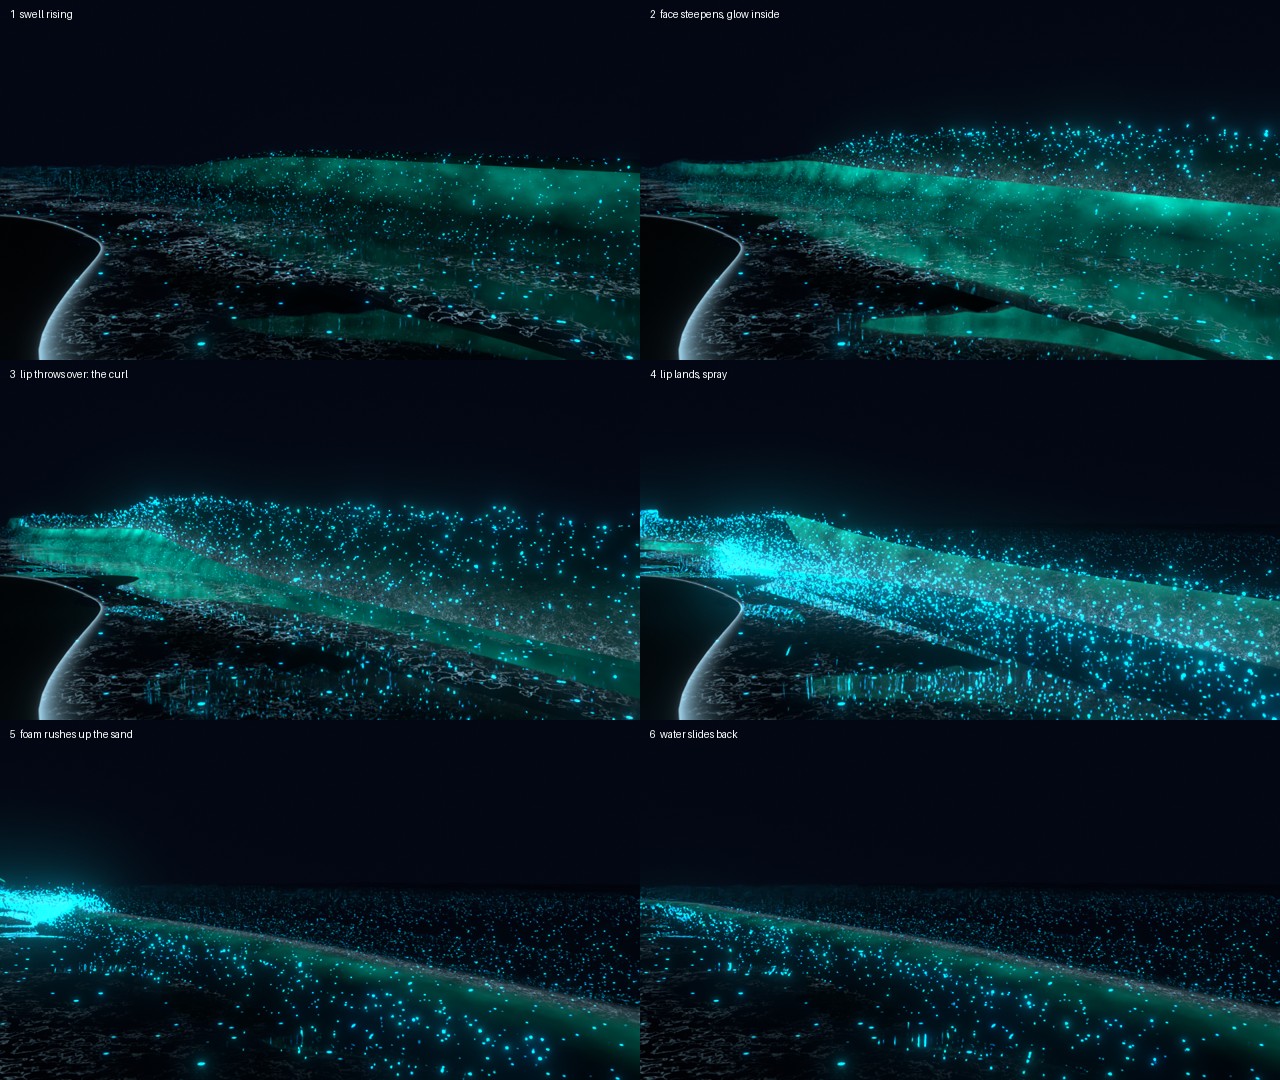 1 swell rising
2 face steepens, glow inside
3 lip throws over: the curl
4 lip lands, spray
5 foam rushes up the sand
6 water slides back